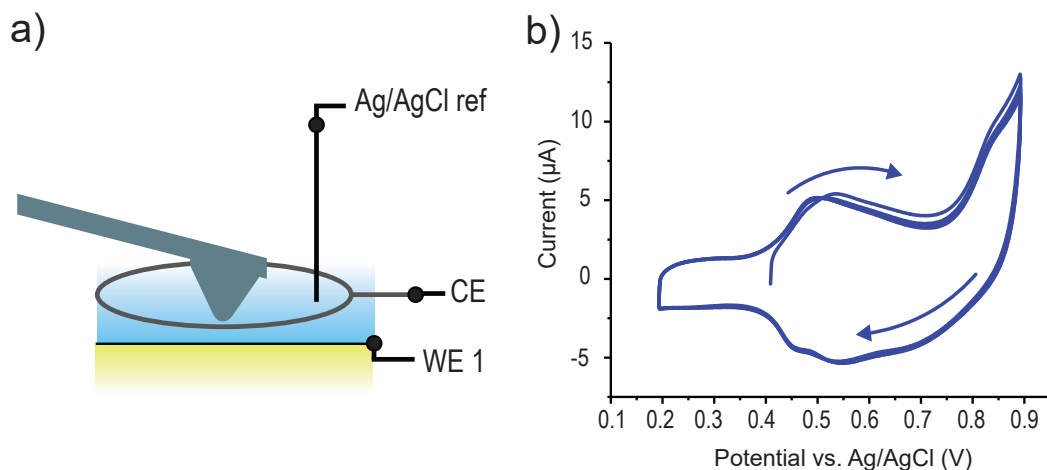 a)
Ag/AgCl ref
CE
WE 1
b)
Current (µA)
15
10
5
0
-5
0.1 0.2 0.3 0.4 0.5 0.6 0.7 0.8 0.9
Potential vs. Ag/AgCl (V)